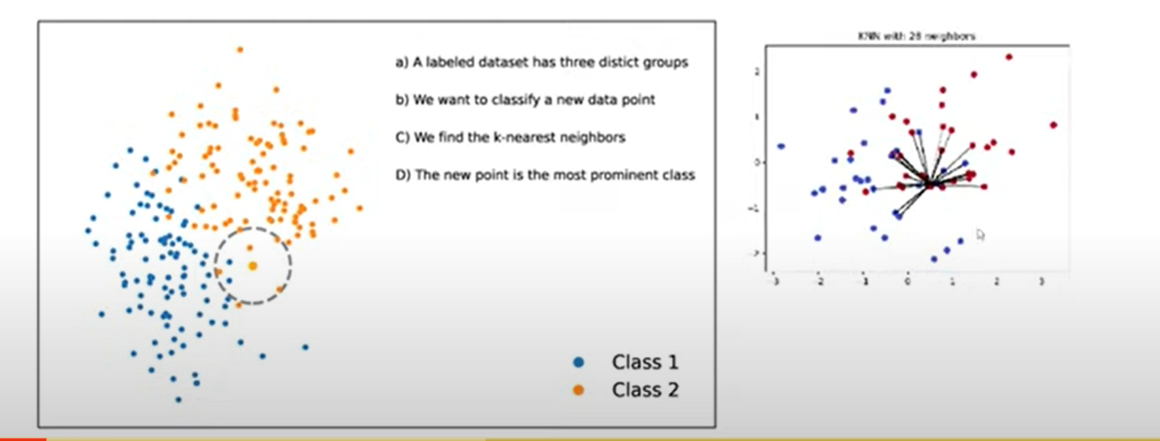 a) A labeled dataset has three distict groups
b) We want to classify a new data point
C) We find the k-nearest neighbors
D) The new point is the most prominent class
Class 1
Class 2
KNN with 28 neighbors
2
1
0
-1
-2
-3 -2 -1 0 1 2 3